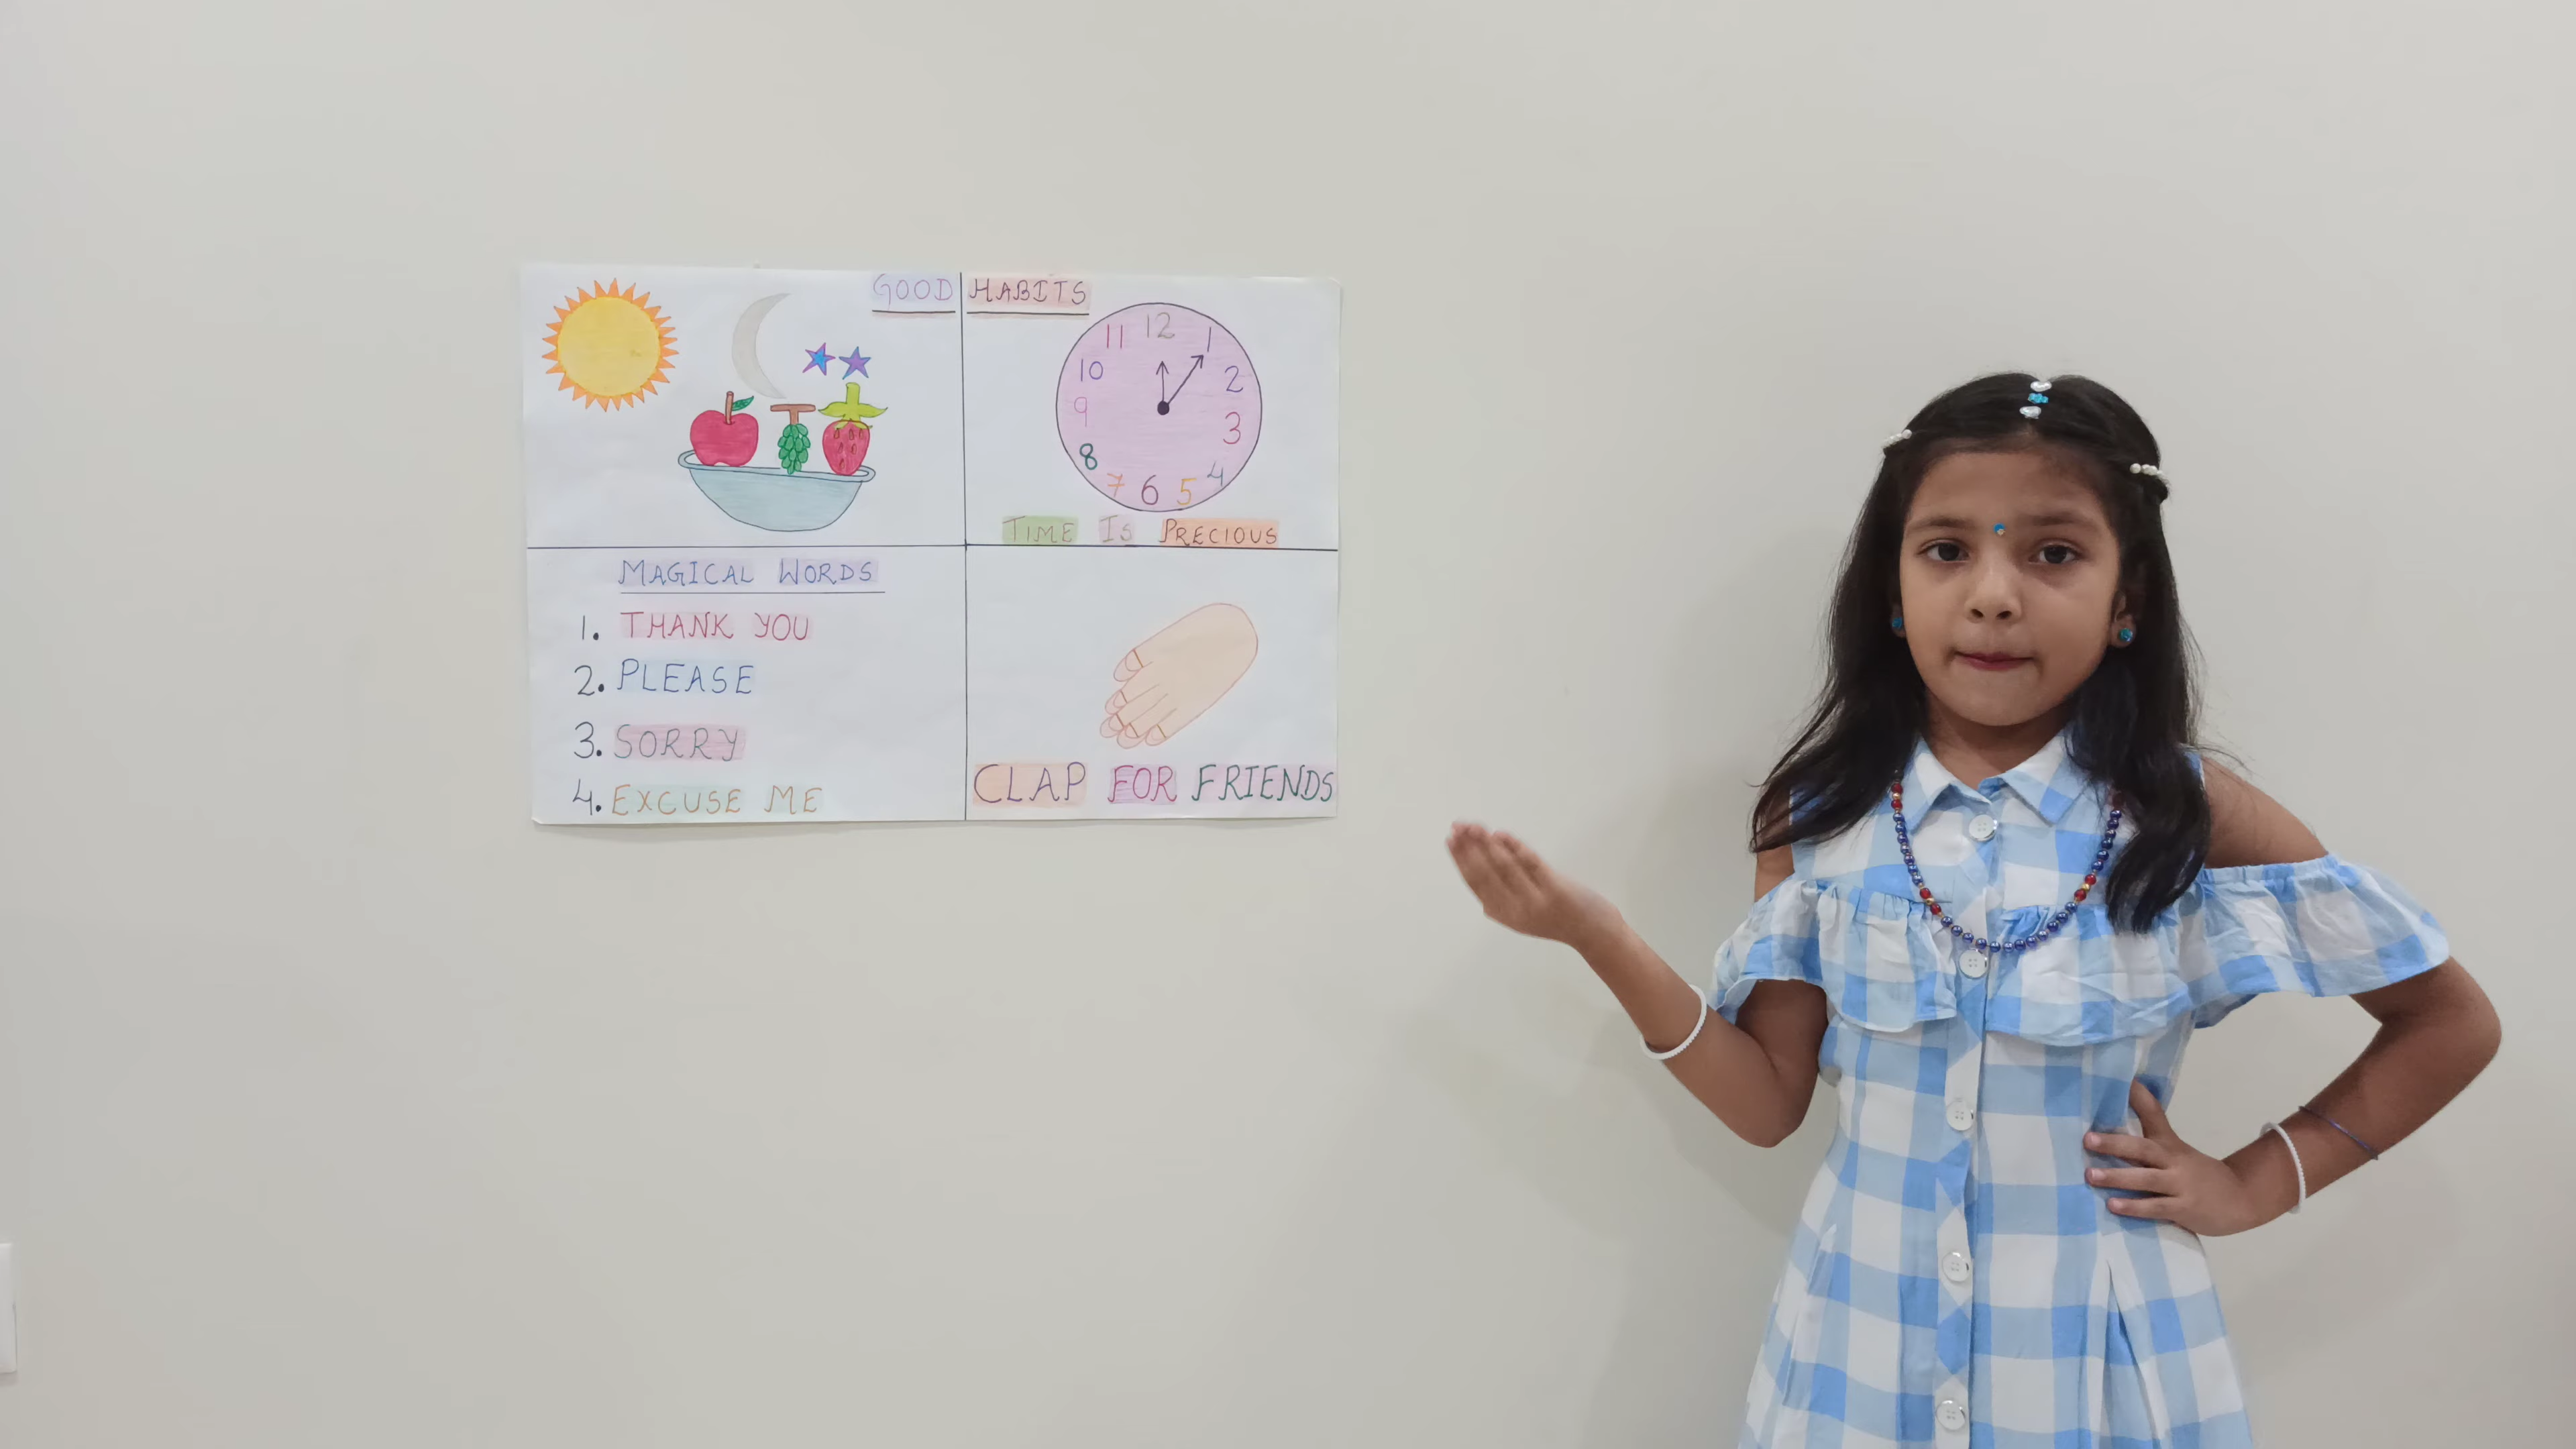 GOOD HABITS
12
11
1
10
2
9
3
8
4
7
6
5
TIME IS PRECIOUS
MAGICAL WORDS
1. THANK YOU
2. PLEASE
3. SORRY
4. EXCUSE ME
CLAP FOR FRIENDS